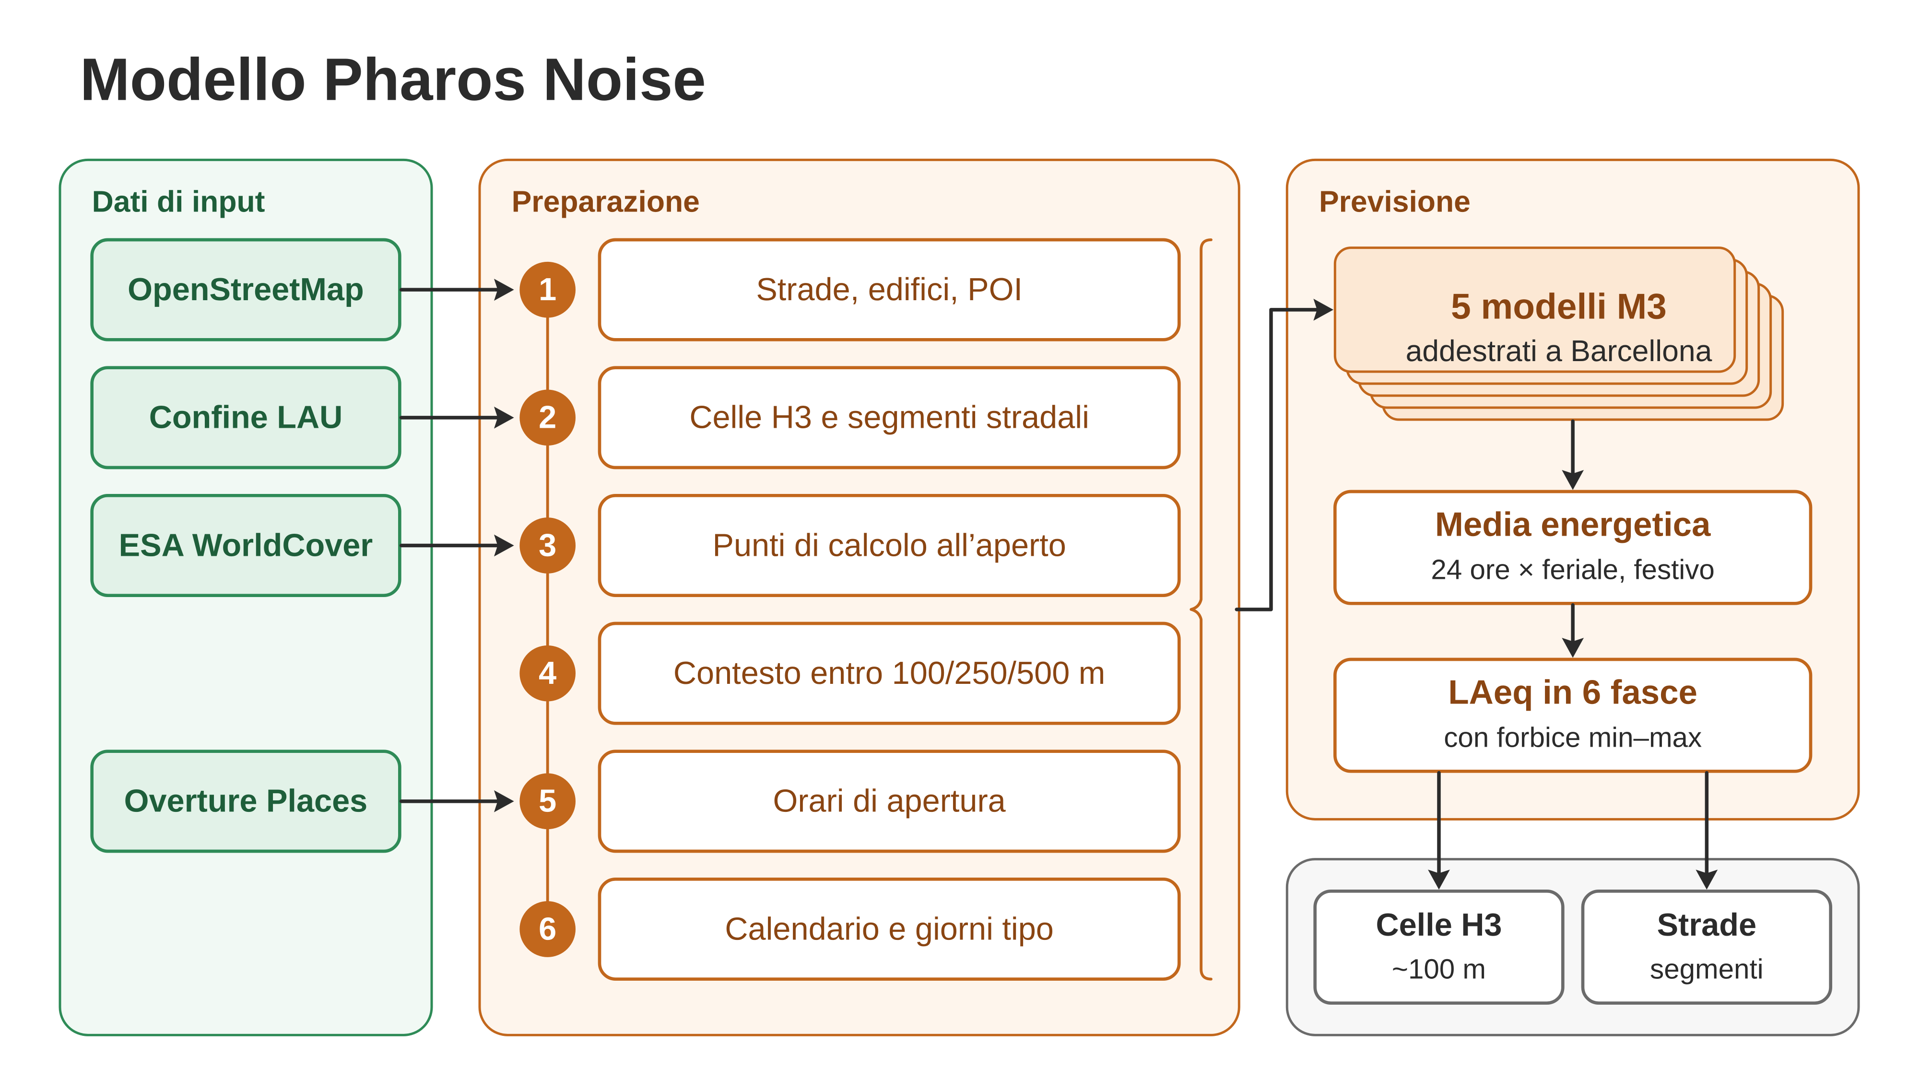 Modello Pharos Noise
Dati di input
OpenStreetMap
Confine LAU
ESA WorldCover
Overture Places
Preparazione
1
Strade, edifici, POI
2
Celle H3 e segmenti stradali
3
Punti di calcolo all’aperto
4
Contesto entro 100/250/500 m
5
Orari di apertura
6
Calendario e giorni tipo
Previsione
5 modelli M3
addestrati a Barcellona
Media energetica
24 ore × feriale, festivo
LAeq in 6 fasce
con forbice min–max
Celle H3
~100 m
Strade
segmenti